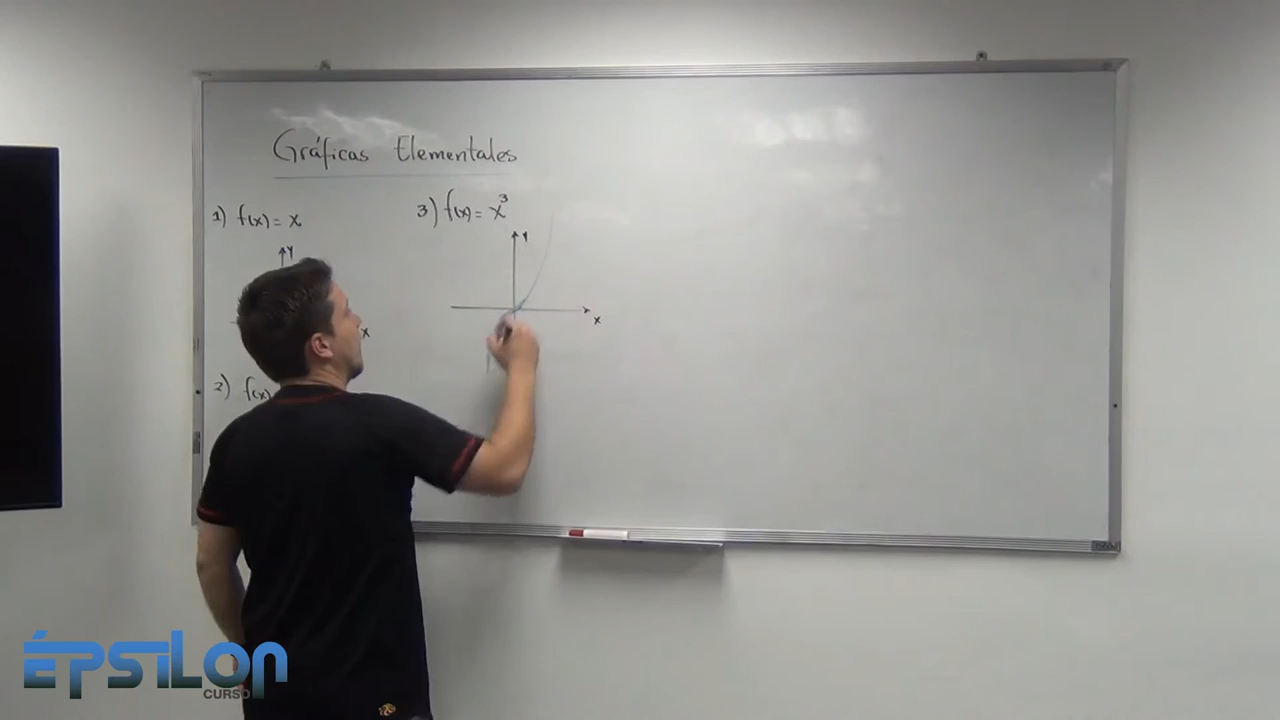 Gráficas Elementales
1) f(x) = x
y
x
2) f(x)
3) f(x) = x³
y
x
ÉPSILON
CURSO